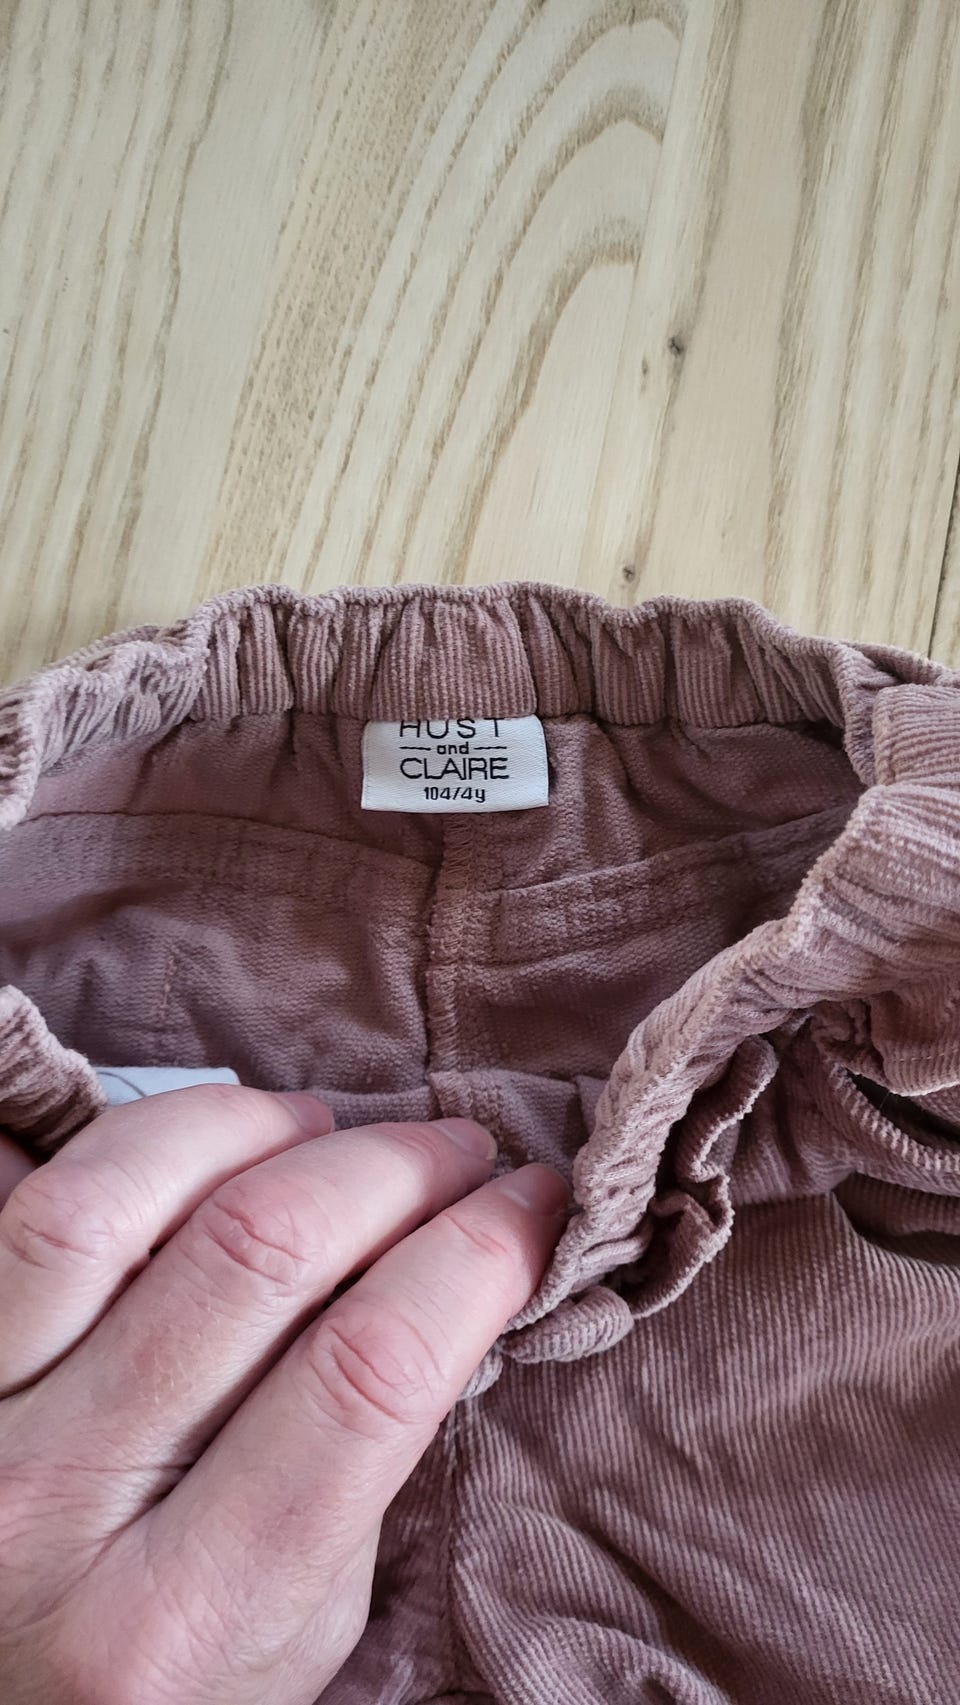 HUST
and
CLAIRE
104/4y